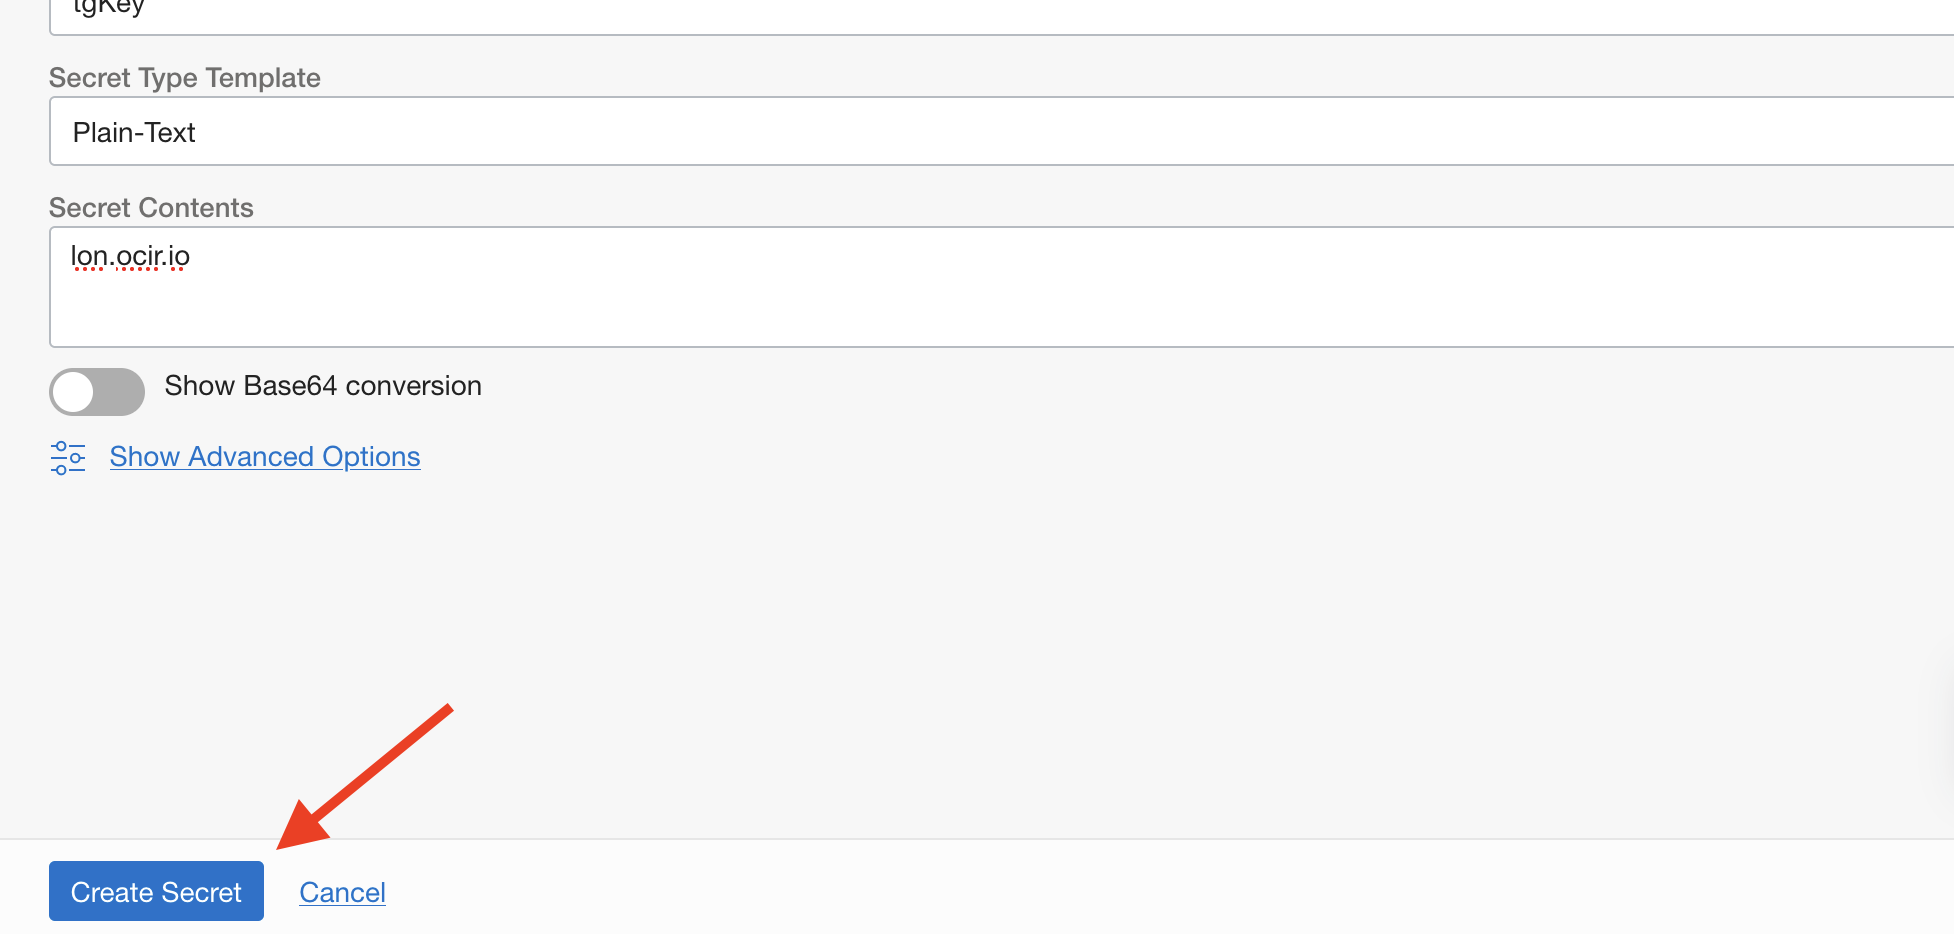 tgKey
Secret Type Template
Plain-Text
Secret Contents
lon.ocir.io
Show Base64 conversion
Show Advanced Options
Create Secret
Cancel